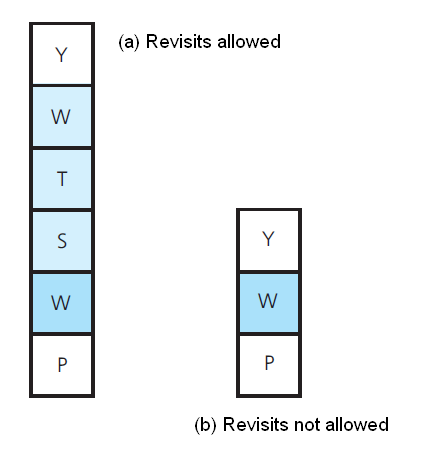 (a) Revisits allowed
Y
W
T
S
W
P
Y
W
P
(b) Revisits not allowed